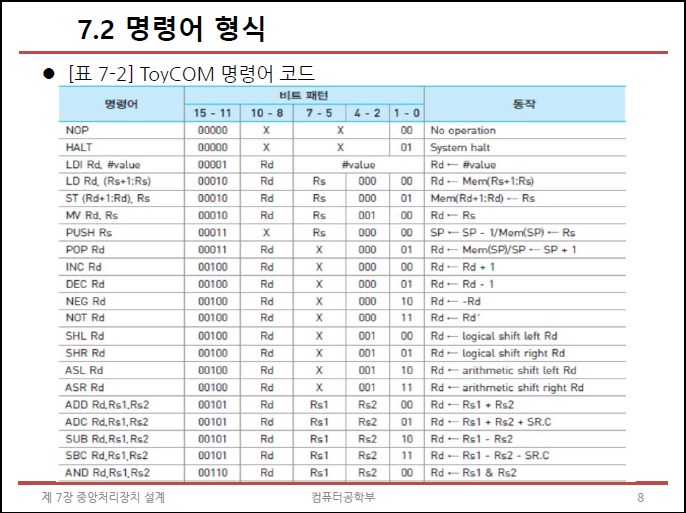 7.2 명령어 형식
● [표 7-2] ToyCOM 명령어 코드
명령어 비트 패턴 동작
15 - 11 10 - 8 7 - 5 4 - 2 1 - 0
NOP 00000 X X 00 No operation
HALT 00000 X X 01 System halt
LDI Rd, #value 00001 Rd #value Rd ← #value
LD Rd, (Rs+1:Rs) 00010 Rd Rs 000 00 Rd ← Mem(Rs+1:Rs)
ST (Rd+1:Rd), Rs 00010 Rd Rs 000 01 Mem(Rd+1:Rd) ← Rs
MV Rd, Rs 00010 Rd Rs 001 00 Rd ← Rs
PUSH Rs 00011 X Rs 000 00 SP ← SP - 1/Mem(SP) ← Rs
POP Rd 00011 Rd X 000 01 Rd ← Mem(SP)/SP ← SP + 1
INC Rd 00100 Rd X 000 00 Rd ← Rd + 1
DEC Rd 00100 Rd X 000 01 Rd ← Rd - 1
NEG Rd 00100 Rd X 000 10 Rd ← -Rd
NOT Rd 00100 Rd X 000 11 Rd ← Rd′
SHL Rd 00100 Rd X 001 00 Rd ← logical shift left Rd
SHR Rd 00100 Rd X 001 01 Rd ← logical shift right Rd
ASL Rd 00100 Rd X 001 10 Rd ← arithmetic shift left Rd
ASR Rd 00100 Rd X 001 11 Rd ← arithmetic shift right Rd
ADD Rd,Rs1,Rs2 00101 Rd Rs1 Rs2 00 Rd ← Rs1 + Rs2
ADC Rd,Rs1,Rs2 00101 Rd Rs1 Rs2 01 Rd ← Rs1 + Rs2 + SR.C
SUB Rd,Rs1,Rs2 00101 Rd Rs1 Rs2 10 Rd ← Rs1 - Rs2
SBC Rd,Rs1,Rs2 00101 Rd Rs1 Rs2 11 Rd ← Rs1 - Rs2 - SR.C
AND Rd,Rs1,Rs2 00110 Rd Rs1 Rs2 00 Rd ← Rs1 & Rs2
제 7장 중앙처리장치 설계 컴퓨터공학부 8